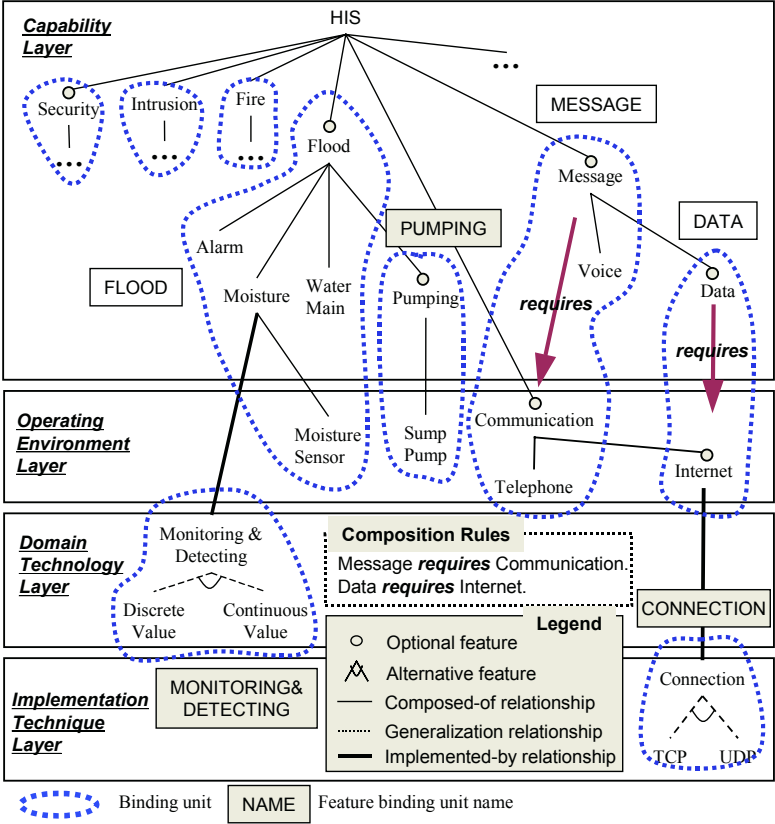 HIS
Capability
Layer
...
Security
...
Intrusion
...
Fire
...
MESSAGE
Flood
Message
PUMPING
DATA
Alarm
Voice
FLOOD
Moisture
Water
Main
Pumping
Data
requires
requires
Operating
Environment
Layer
Communication
Moisture
Sensor
Sump
Pump
Internet
Telephone
Domain
Technology
Layer
Monitoring &
Detecting
Discrete
Value
Continuous
Value
Composition Rules
Message requires Communication.
Data requires Internet.
CONNECTION
Legend
Optional feature
Alternative feature
Composed-of relationship
Generalization relationship
Implemented-by relationship
Implementation
Technique
Layer
MONITORING&
DETECTING
Connection
TCP
UDP
Binding unit
NAME
Feature binding unit name